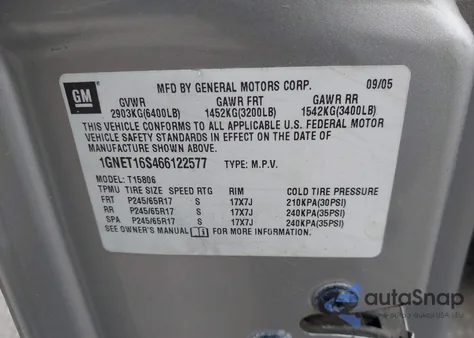 GM
MFD BY GENERAL MOTORS CORP. 09/05
GVWR GAWR FRT GAWR RR
2903KG(6400LB) 1452KG(3200LB) 1542KG(3400LB)
THIS VEHICLE CONFORMS TO ALL APPLICABLE U.S. FEDERAL MOTOR
VEHICLE SAFETY STANDARDS IN EFFECT ON THE DATE OF
MANUFACTURE SHOWN ABOVE.
1GNET16S466122577 TYPE: M.P.V.
MODEL: T15806
TPMU TIRE SIZE SPEED RTG RIM COLD TIRE PRESSURE
FRT P245/65R17 S 17X7J 210KPA(30PSI)
RR P245/65R17 S 17X7J 240KPA(35PSI)
SPA P245/65R17 S 17X7J 240KPA(35PSI)
SEE OWNER'S MANUAL FOR MORE INFORMATION.
autoSnap